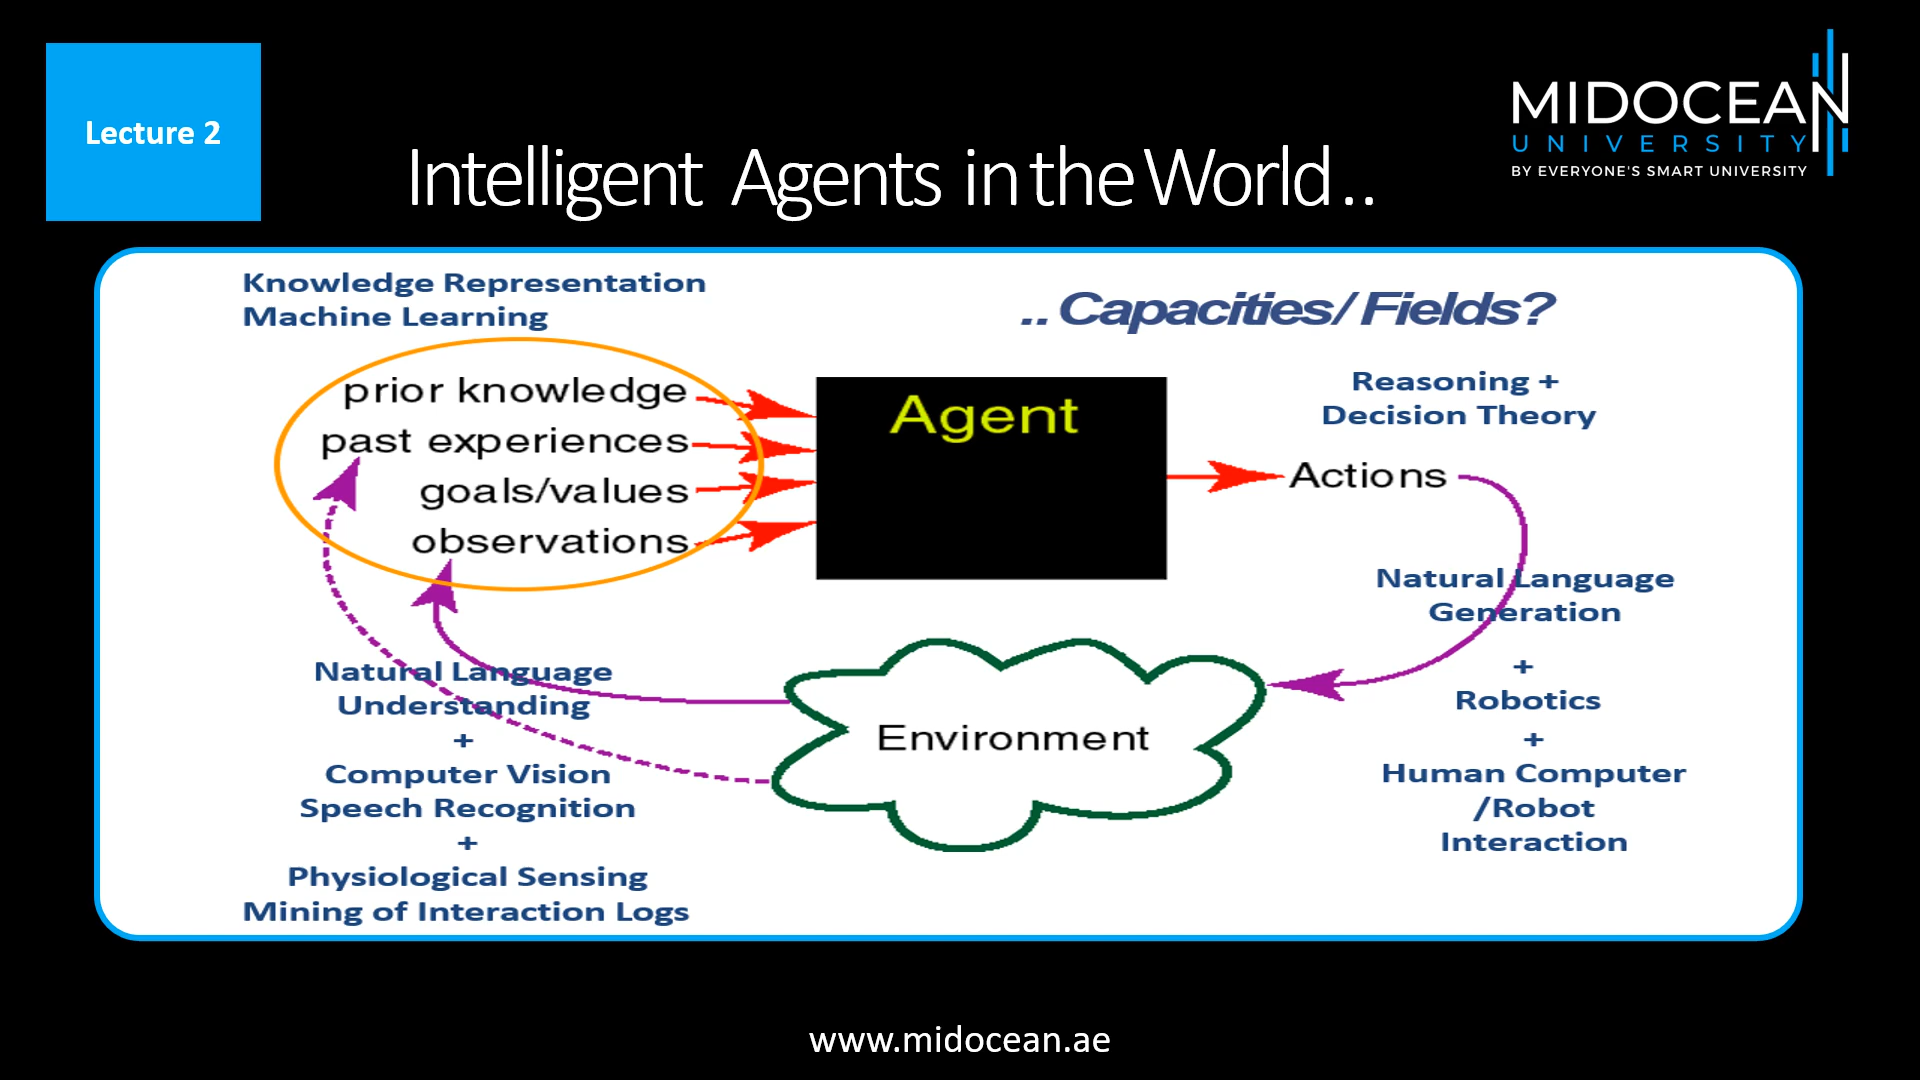 Lecture 2
MIDOCEAN
UNIVERSITY
BY EVERYONE'S SMART UNIVERSITY
Intelligent Agents in the World ..
Knowledge Representation
Machine Learning
.. Capacities/ Fields?
prior knowledge
past experiences
goals/values
observations
Agent
Reasoning +
Decision Theory
Actions
Natural Language
Generation
+
Robotics
+
Human Computer
/Robot
Interaction
Natural Language
Understanding
+
Computer Vision
Speech Recognition
+
Physiological Sensing
Mining of Interaction Logs
Environment
www.midocean.ae